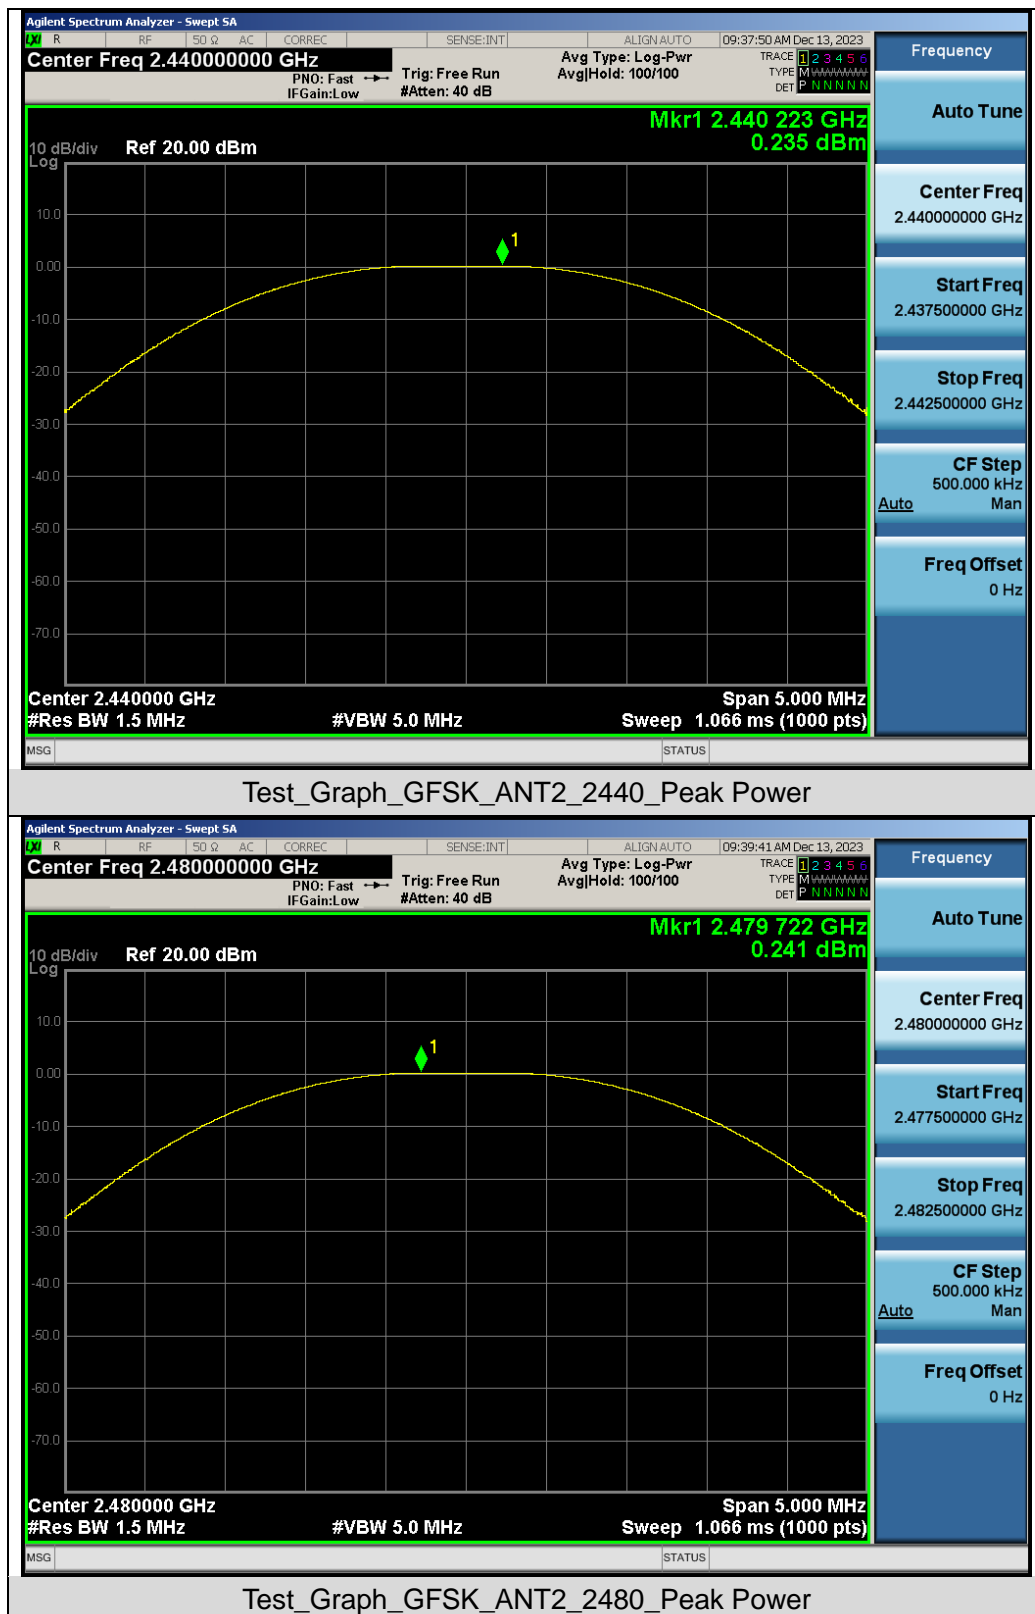 Agilent Spectrum Analyzer - Swept SA
LXI R RF 50 Ω AC CORREC SENSE:INT ALIGN AUTO 09:37:50 AM Dec 13, 2023
Center Freq 2.440000000 GHz
PNO: Fast
IFGain:Low
Trig: Free Run
#Atten: 40 dB
Avg Type: Log-Pwr
Avg|Hold: 100/100
TRACE 1 2 3 4 5 6
TYPE M
DET P N N N N N
Mkr1 2.440 223 GHz
0.235 dBm
10 dB/div Ref 20.00 dBm
Log
1
10.0
0.00
-10.0
-20.0
-30.0
-40.0
-50.0
-60.0
-70.0
Center 2.440000 GHz Span 5.000 MHz
#Res BW 1.5 MHz #VBW 5.0 MHz Sweep 1.066 ms (1000 pts)
MSG STATUS
Frequency
Auto Tune
Center Freq
2.440000000 GHz
Start Freq
2.437500000 GHz
Stop Freq
2.442500000 GHz
CF Step
500.000 kHz
Auto Man
Freq Offset
0 Hz
Test_Graph_GFSK_ANT2_2440_Peak Power
Agilent Spectrum Analyzer - Swept SA
LXI R RF 50 Ω AC CORREC SENSE:INT ALIGN AUTO 09:39:41 AM Dec 13, 2023
Center Freq 2.480000000 GHz
PNO: Fast
IFGain:Low
Trig: Free Run
#Atten: 40 dB
Avg Type: Log-Pwr
Avg|Hold: 100/100
TRACE 1 2 3 4 5 6
TYPE M
DET P N N N N N
Mkr1 2.479 722 GHz
0.241 dBm
10 dB/div Ref 20.00 dBm
Log
1
10.0
0.00
-10.0
-20.0
-30.0
-40.0
-50.0
-60.0
-70.0
Center 2.480000 GHz Span 5.000 MHz
#Res BW 1.5 MHz #VBW 5.0 MHz Sweep 1.066 ms (1000 pts)
MSG STATUS
Frequency
Auto Tune
Center Freq
2.480000000 GHz
Start Freq
2.477500000 GHz
Stop Freq
2.482500000 GHz
CF Step
500.000 kHz
Auto Man
Freq Offset
0 Hz
Test_Graph_GFSK_ANT2_2480_Peak Power